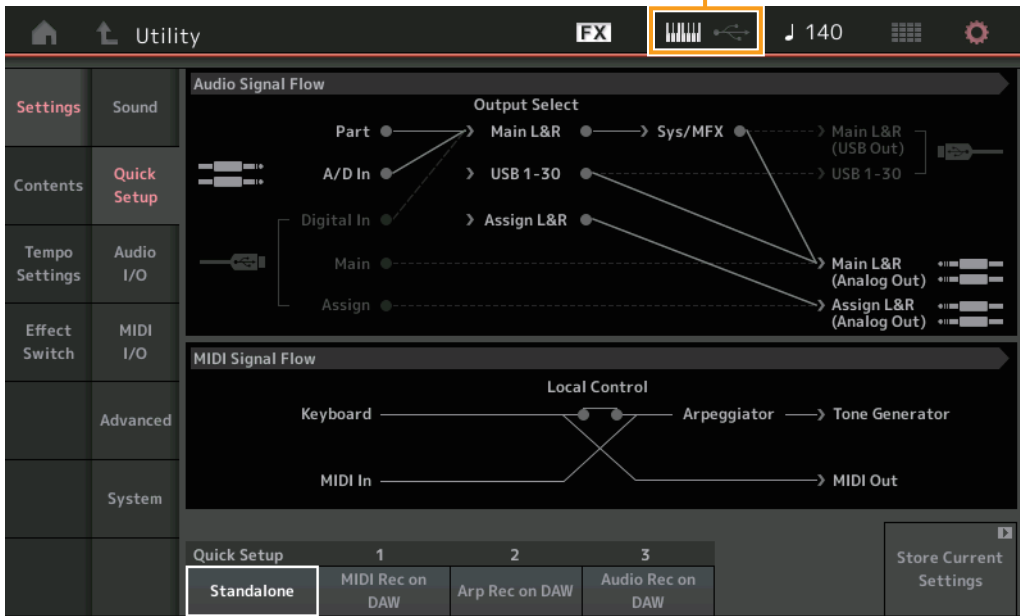 Utility
FX
140
Settings
Sound
Contents
Quick
Setup
Tempo
Settings
Audio
I/O
Effect
Switch
MIDI
I/O
Advanced
System
Audio Signal Flow
Output Select
Part
Main L&R
Sys/MFX
Main L&R
(USB Out)
A/D In
USB 1-30
USB 1-30
Digital In
Assign L&R
Main
Main L&R
(Analog Out)
Assign
Assign L&R
(Analog Out)
MIDI Signal Flow
Local Control
Keyboard
Arpeggiator
Tone Generator
MIDI In
MIDI Out
Quick Setup
1
2
3
Standalone
MIDI Rec on
DAW
Arp Rec on DAW
Audio Rec on
DAW
Store Current
Settings